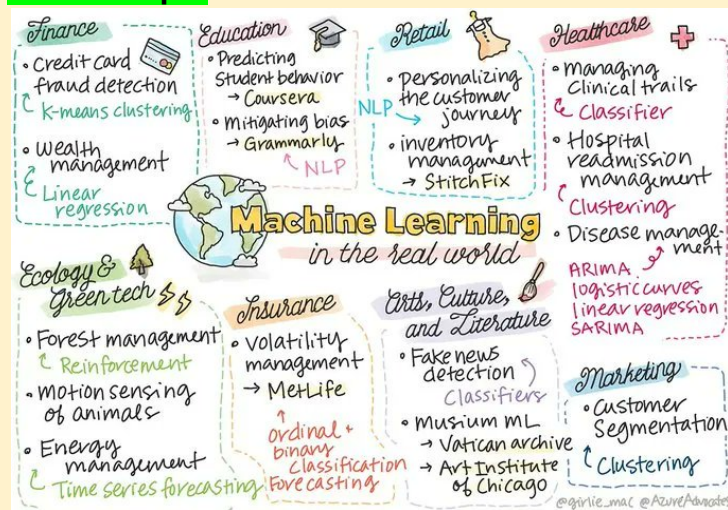 Finance
• Credit card
fraud detection
K-means clustering
• Wealth
management
Linear
regression
Education
• Predicting
Student behavior
→ Coursera
• Mitigating bias
→ Grammarly
NLP
Retail
• Personalizing
the customer
journey
NLP
• inventory
management
→ StitchFix
Healthcare
• managing
Clinical trails
Classifier
• Hospital
readmission
management
Clustering
• Disease manage-
ment
ARIMA
logistic curves
linear regression
SARIMA
Machine Learning
in the real world
Ecology &
Green tech
• Forest management
Reinforcement
• Motion sensing
of animals
• Energy
management
Time series forecasting
Insurance
• Volatility
management
→ MetLife
ordinal +
binary
Classification
Forecasting
Arts, Culture,
and Literature
• Fake news
detection
Classifiers
• Musium ML
→ Vatican archive
→ Art Institute
of Chicago
Marketing
• Customer
Segmentation
Clustering
@girlie_mac @AzureAdvocates